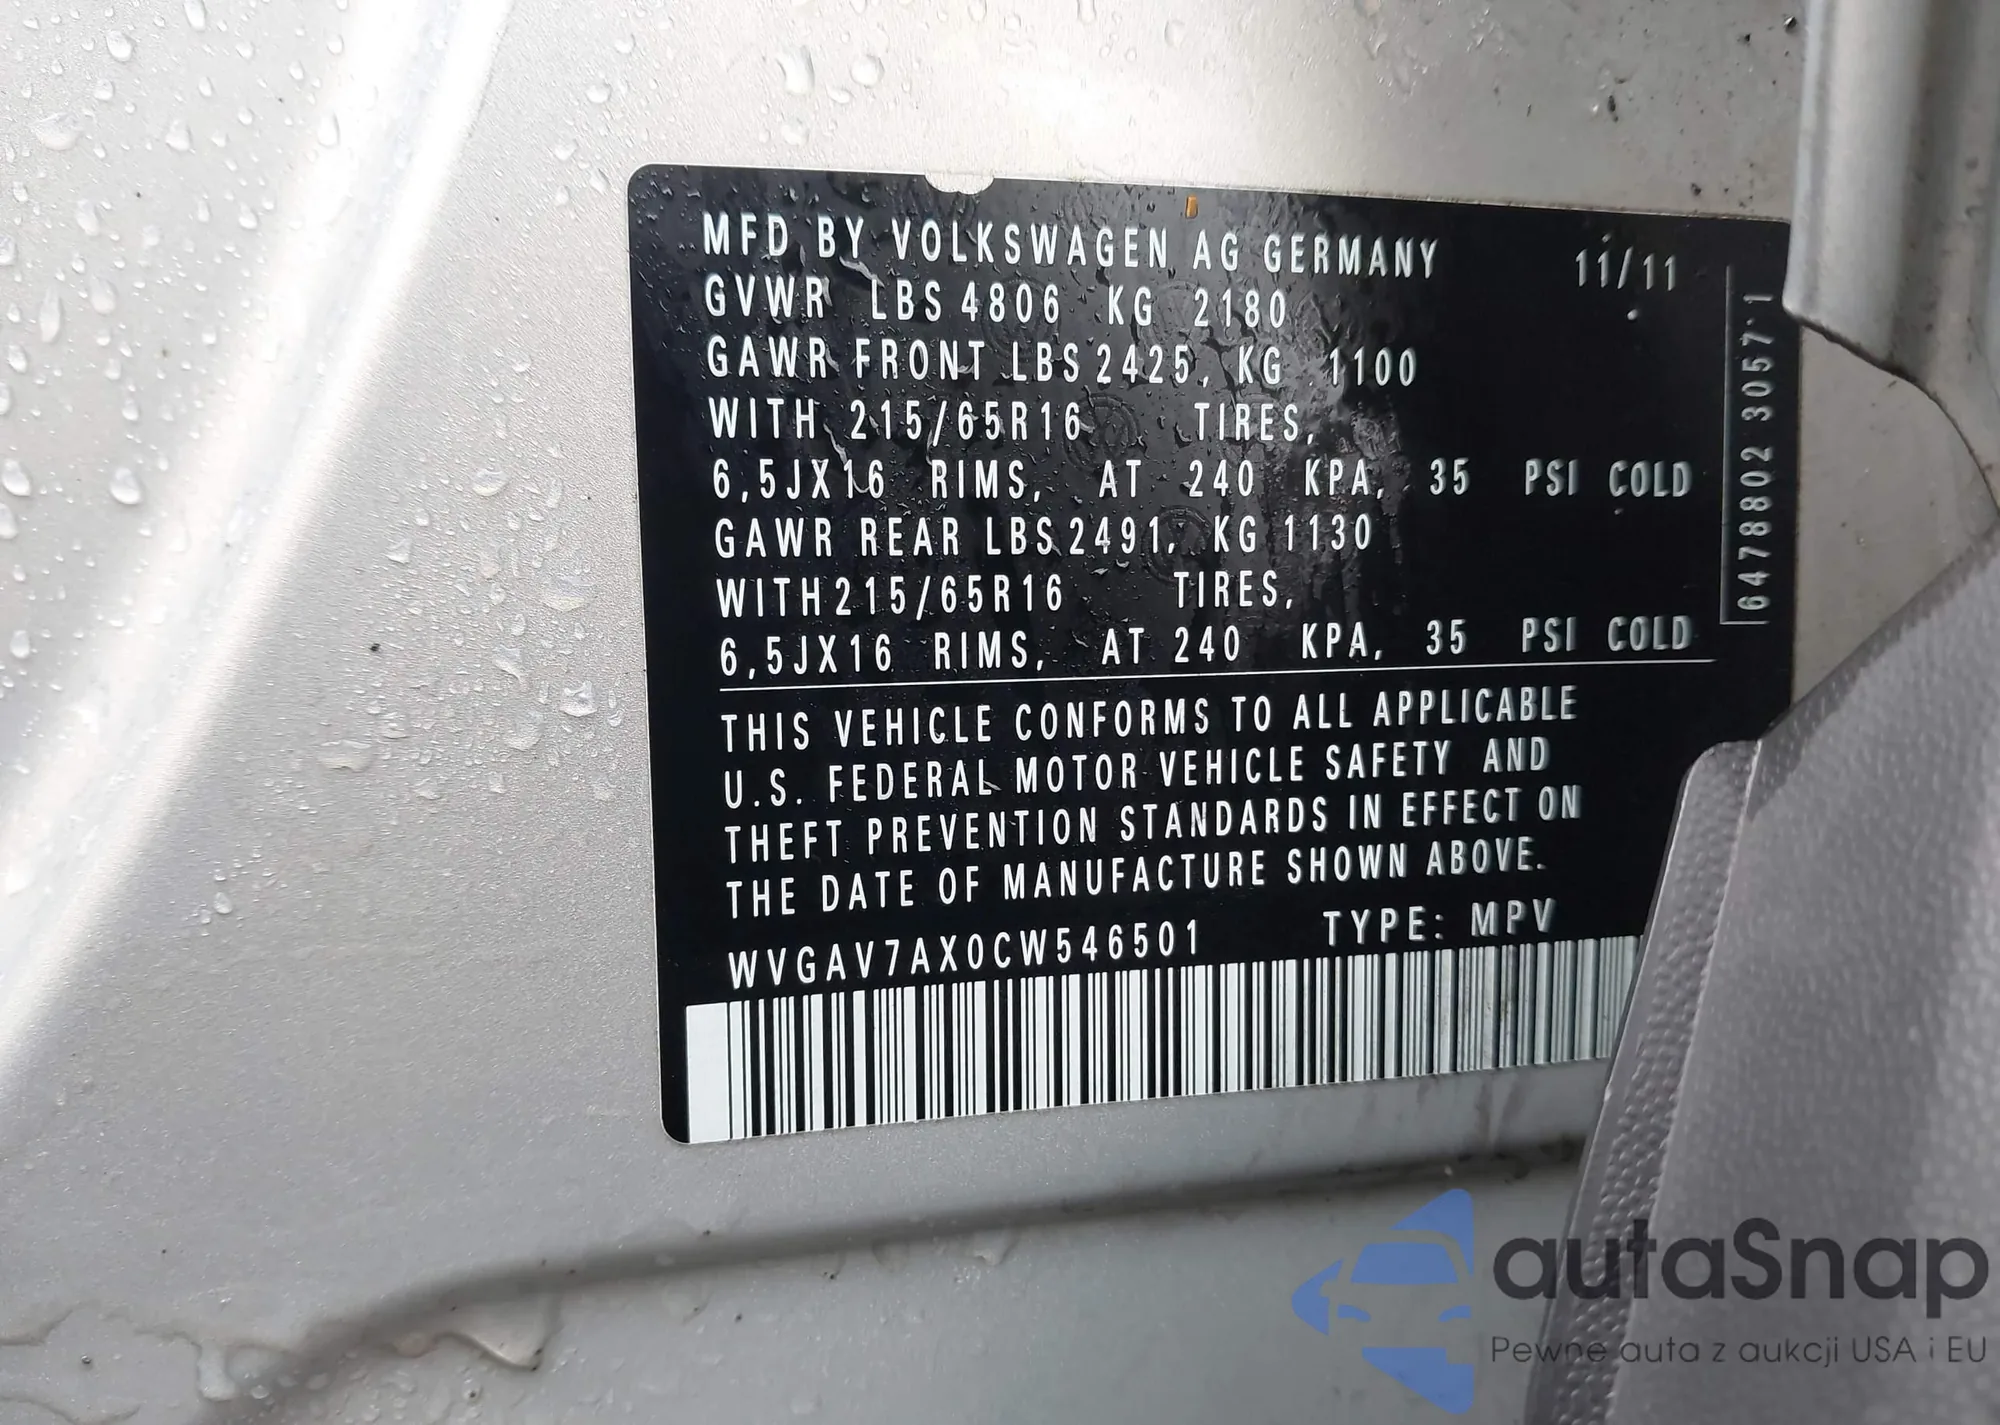 MFD BY VOLKSWAGEN AG GERMANY 11/11
GVWR LBS 4806 KG 2180
GAWR FRONT LBS 2425, KG 1100
WITH 215/65R16 TIRES,
6,5JX16 RIMS, AT 240 KPA, 35 PSI COLD
GAWR REAR LBS 2491, KG 1130
WITH 215/65R16 TIRES,
6,5JX16 RIMS, AT 240 KPA, 35 PSI COLD
THIS VEHICLE CONFORMS TO ALL APPLICABLE
U.S. FEDERAL MOTOR VEHICLE SAFETY AND
THEFT PREVENTION STANDARDS IN EFFECT ON
THE DATE OF MANUFACTURE SHOWN ABOVE.
WVGAV7AX0CW546501 TYPE: MPV
6478802 30571
autaSnap
Pewne auta z aukcji USA i EU